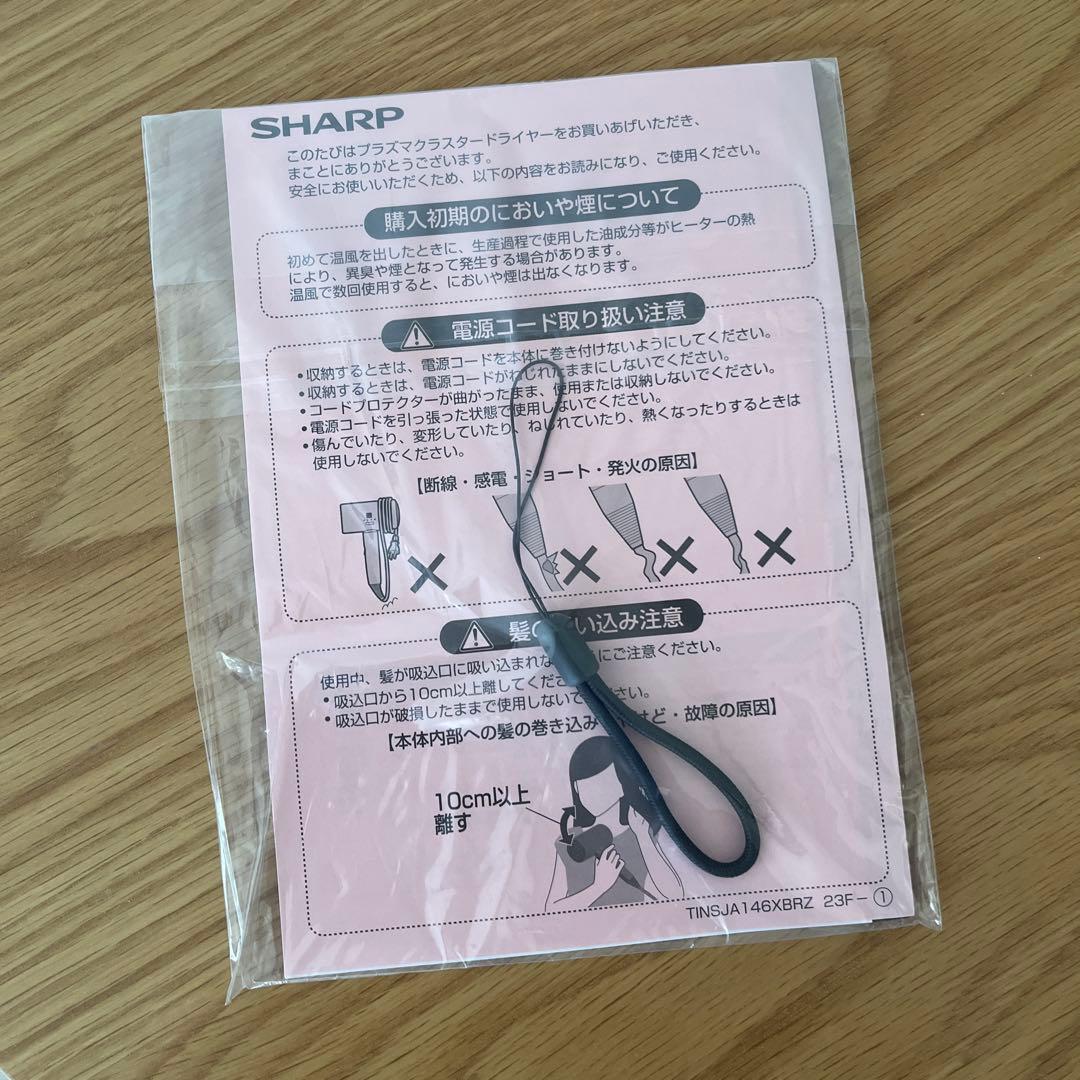 SHARP
このたびはプラズマクラスタードライヤーをお買いあげいただき、
まことにありがとうございます。
安全にお使いいただくため、以下の内容をお読みになり、ご使用ください。
購入初期のにおいや煙について
初めて温風を出したときに、生産過程で使用した油成分等がヒーターの熱
により、異臭や煙となって発生する場合があります。
温風で数回使用すると、においや煙は出なくなります。
電源コード取り扱い注意
•収納するときは、電源コードを本体に巻き付けないようにしてください。
•収納するときは、電源コードがねじれたままにしないでください。
•コードプロテクターが曲がったまま、使用または収納しないでください。
•電源コードを引っ張った状態で使用しないでください。
•傷んでいたり、変形していたり、ねじれていたり、熱くなったりするときは
使用しないでください。
【断線・感電・ショート・発火の原因】
髪の い込み注意
使用中、髪が吸込口に吸い込まれな にご注意ください。
•吸込口から10cm以上離してくださ
•吸込口が破損したままで使用しないで さい。
【本体内部への髪の巻き込み けど・故障の原因】
10cm以上
離す
TINSJA146XBRZ 23F-①